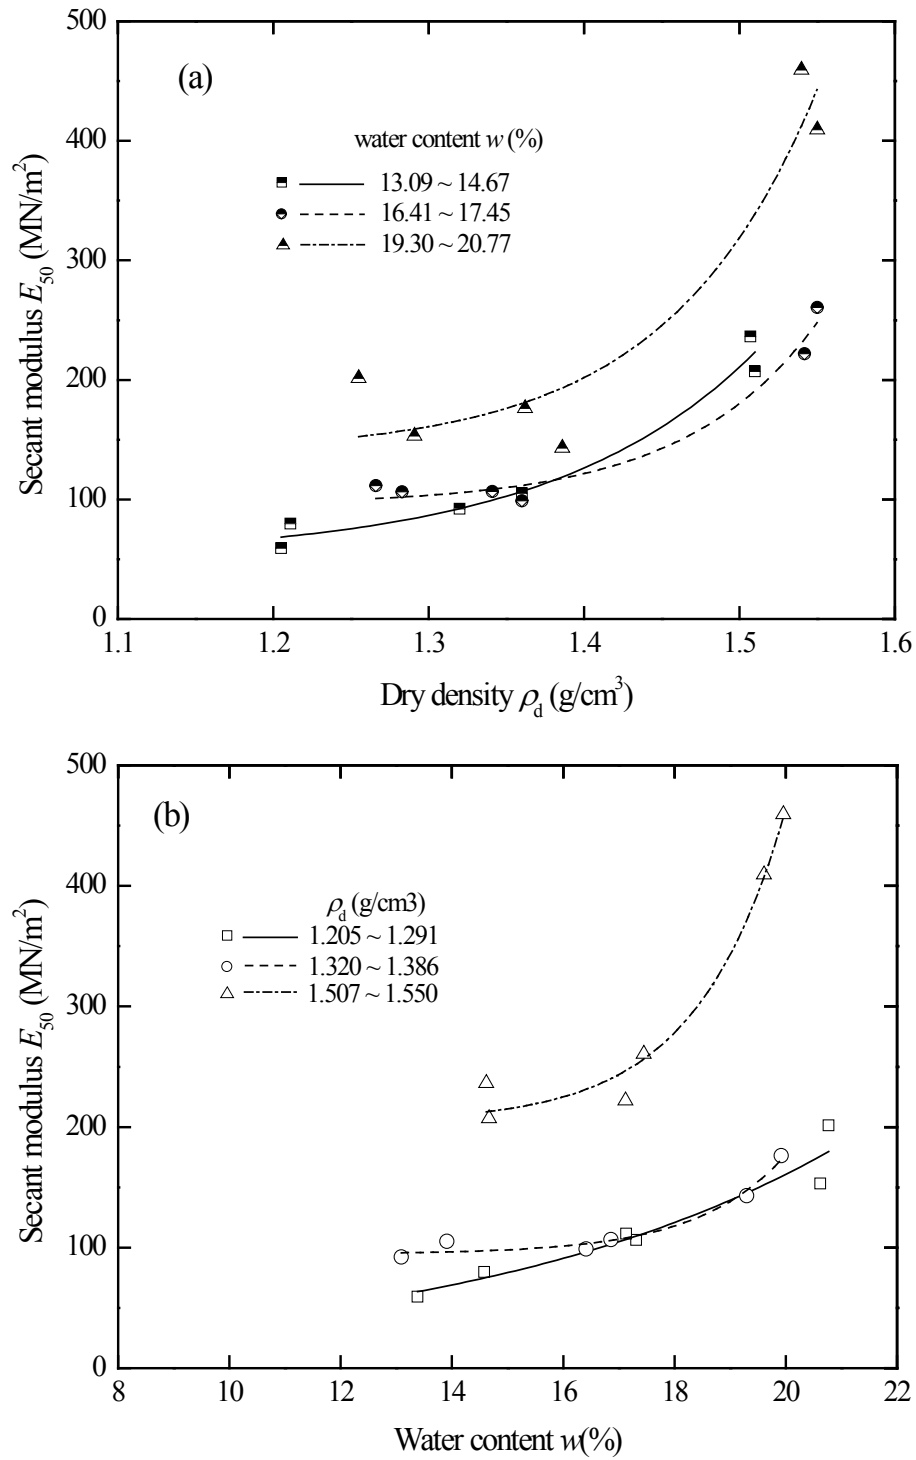 500
400
300
200
100
0
Secant modulus E₅₀ (MN/m²)
(a)
water content w (%)
13.09 ~ 14.67
16.41 ~ 17.45
19.30 ~ 20.77
1.1 1.2 1.3 1.4 1.5 1.6
Dry density ρd (g/cm³)
500
400
300
200
100
0
Secant modulus E₅₀ (MN/m²)
(b)
ρd (g/cm3)
1.205 ~ 1.291
1.320 ~ 1.386
1.507 ~ 1.550
8 10 12 14 16 18 20 22
Water content w(%)